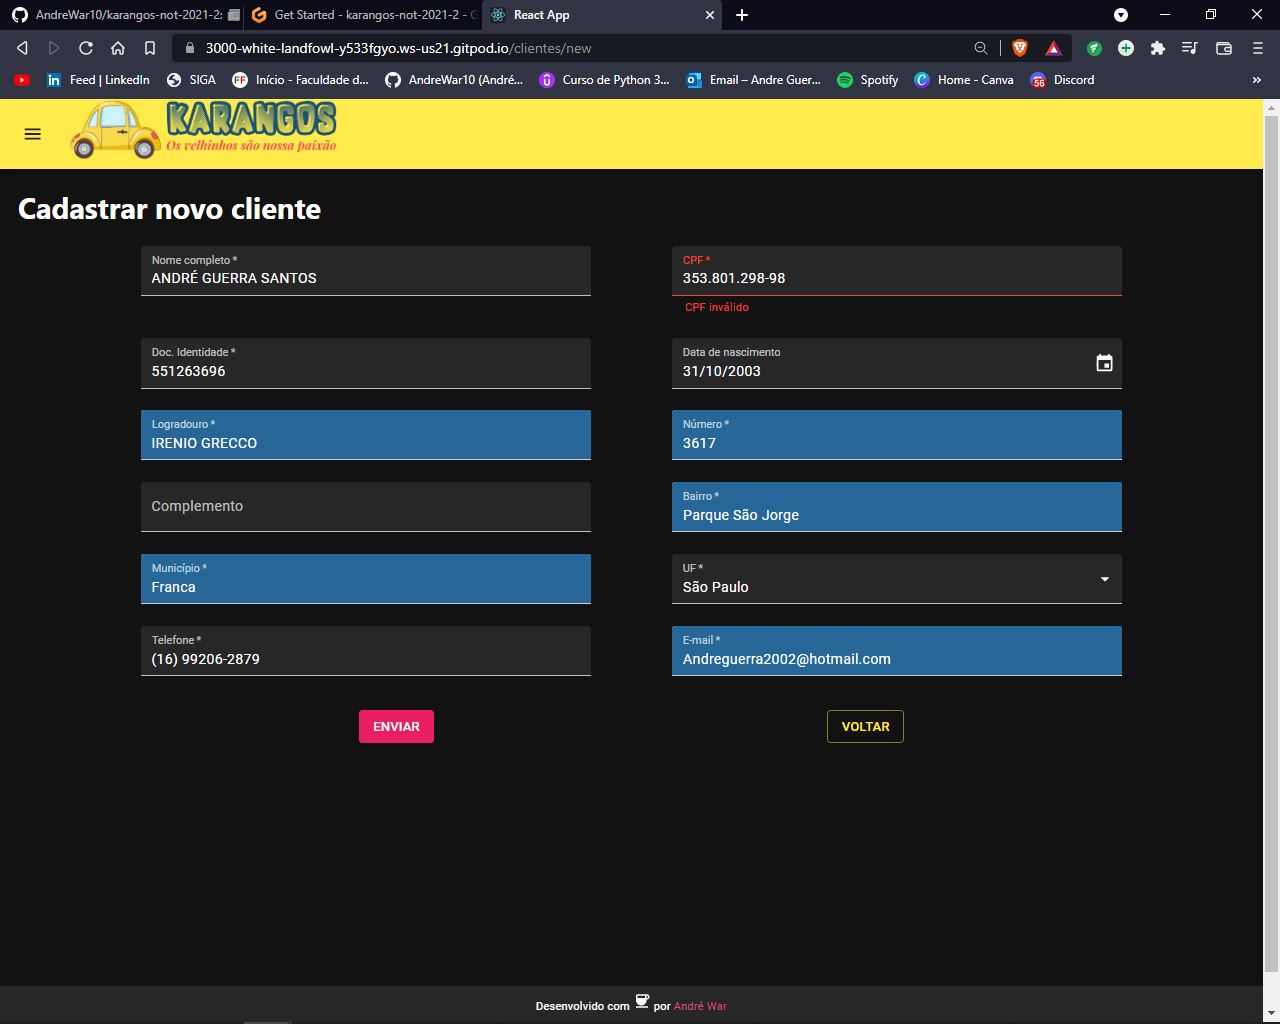 AndreWar10/karangos-not-2021-2:
Get Started - karangos-not-2021-2 - G
React App
3000-white-landfowl-y533fgyo.ws-us21.gitpod.io/clientes/new
Feed | LinkedIn
SIGA
Início - Faculdade d...
AndreWar10 (André...
Curso de Python 3...
Email – Andre Guer...
Spotify
Home - Canva
56
Discord
KARANGOS
Os velhinhos são nossa paixão
Cadastrar novo cliente
Nome completo *
ANDRÉ GUERRA SANTOS
CPF *
353.801.298-98
CPF inválido
Doc. Identidade *
551263696
Data de nascimento
31/10/2003
Logradouro *
IRENIO GRECCO
Número *
3617
Complemento
Bairro *
Parque São Jorge
Município *
Franca
UF *
São Paulo
Telefone *
(16) 99206-2879
E-mail *
Andreguerra2002@hotmail.com
ENVIAR
VOLTAR
Desenvolvido com por André War